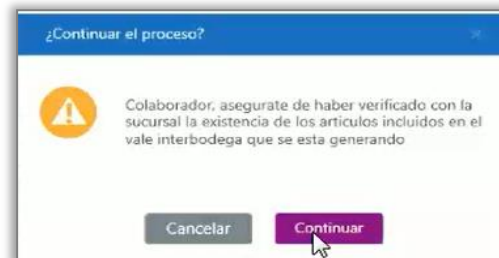 ¿Continuar el proceso?
Colaborador, asegurate de haber verificado con la
sucursal la existencia de los articulos incluidos en el
vale interbodega que se esta generando
Cancelar Continuar